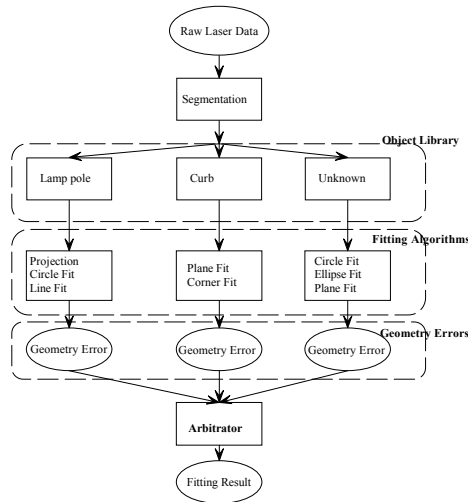 Raw Laser Data
Segmentation
Object Library
Lamp pole
Curb
Unknown
Fitting Algorithms
Projection
Circle Fit
Line Fit
Plane Fit
Corner Fit
Circle Fit
Ellipse Fit
Plane Fit
Geometry Errors
Geometry Error
Geometry Error
Geometry Error
Arbitrator
Fitting Result